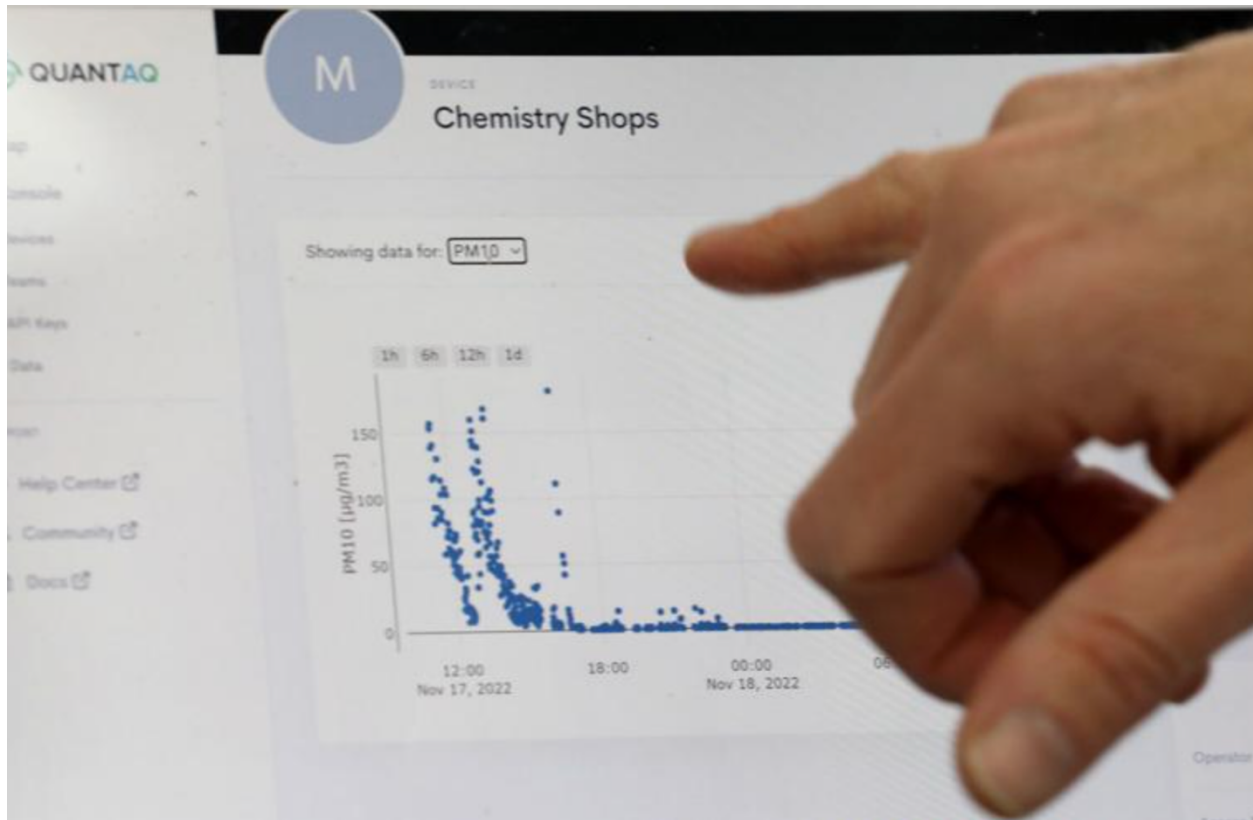 QUANTAQ
M
DEVICE
Chemistry Shops
Console
Devices
Teams
API Keys
Data
Help Center
Community
Docs
Showing data for: PM10
1h 6h 12h 1d
PM10 [µg/m3]
150
100
50
0
12:00
Nov 17, 2022
18:00
00:00
Nov 18, 2022
Operator